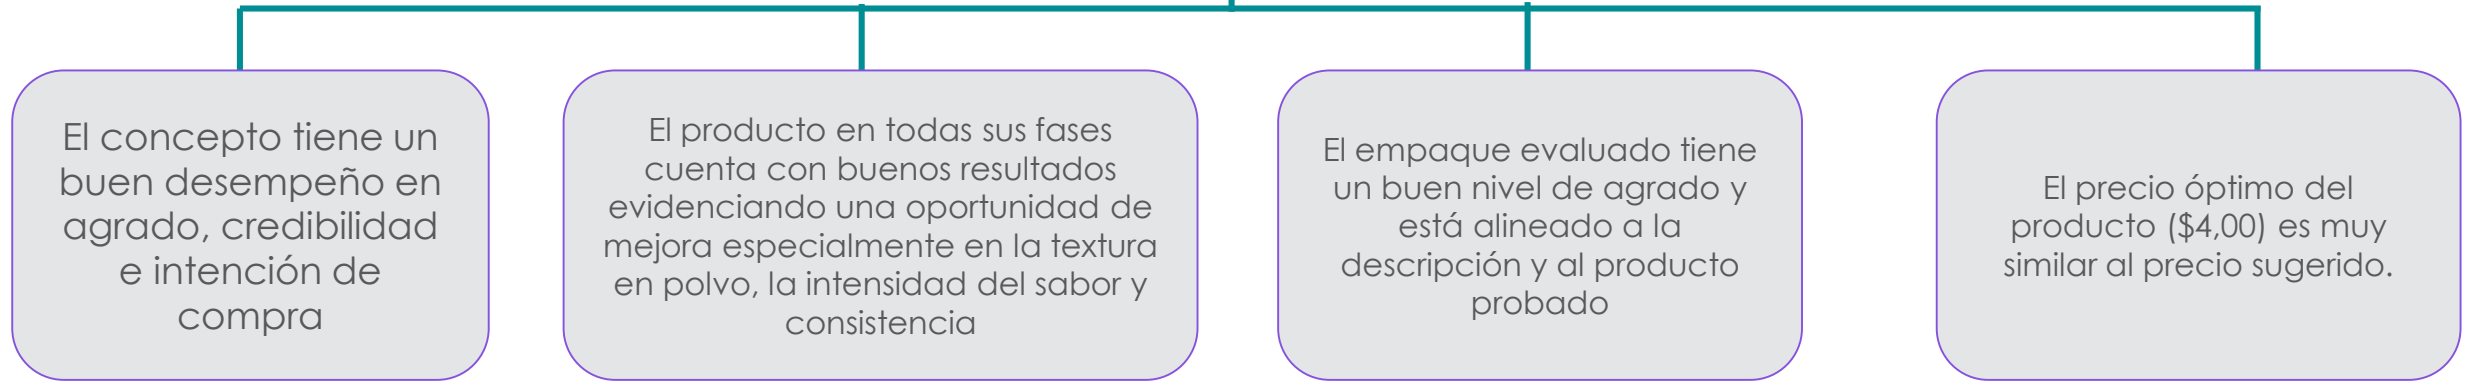 El concepto tiene un
buen desempeño en
agrado, credibilidad
e intención de
compra
El producto en todas sus fases
cuenta con buenos resultados
evidenciando una oportunidad de
mejora especialmente en la textura
en polvo, la intensidad del sabor y
consistencia
El empaque evaluado tiene
un buen nivel de agrado y
está alineado a la
descripción y al producto
probado
El precio óptimo del
producto ($4,00) es muy
similar al precio sugerido.